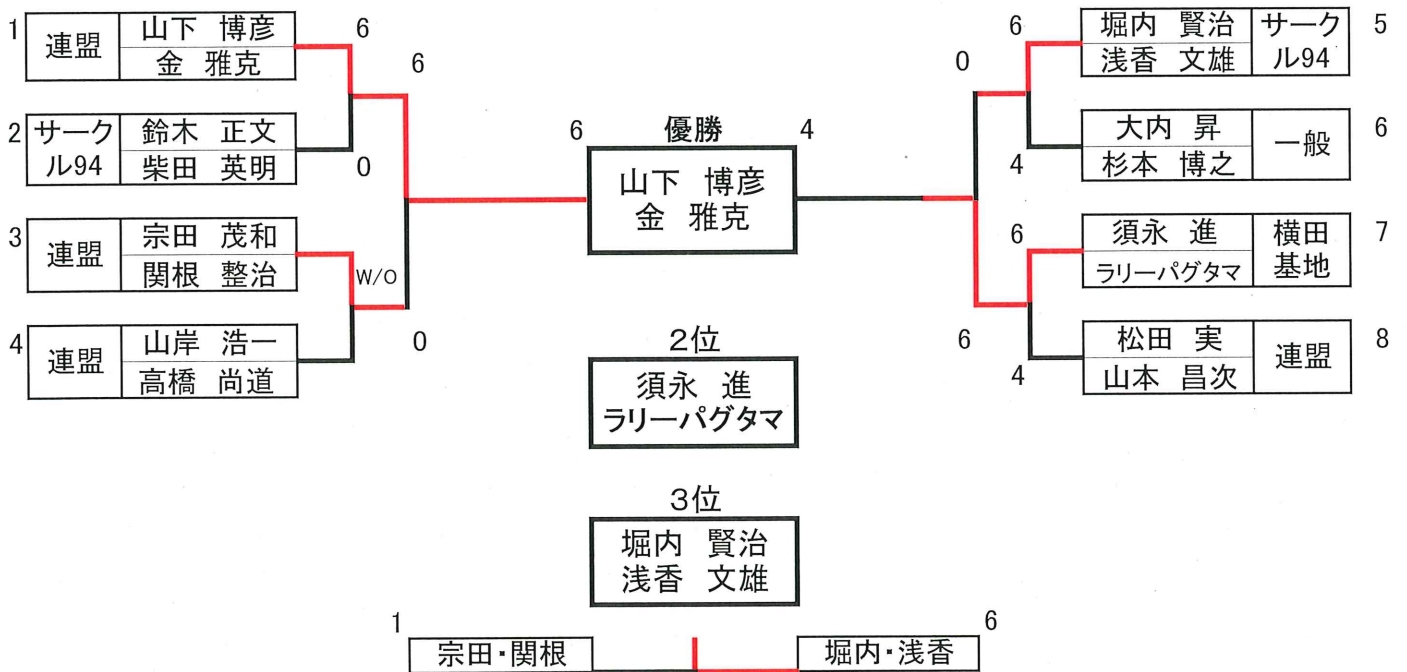 1
連盟
山下 博彦
金 雅克
6
6
2
サーク
ル94
鈴木 正文
柴田 英明
0
3
連盟
宗田 茂和
関根 整治
W/O
4
連盟
山岸 浩一
高橋 尚道
0
6
優勝
4
山下 博彦
金 雅克
2位
須永 進
ラリーパグタマ
3位
堀内 賢治
浅香 文雄
1
宗田・関根
堀内・浅香
6
0
6
堀内 賢治
浅香 文雄
サーク
ル94
5
4
大内 昇
杉本 博之
一般
6
6
須永 進
ラリーパグタマ
横田
基地
7
6
4
松田 実
山本 昌次
連盟
8